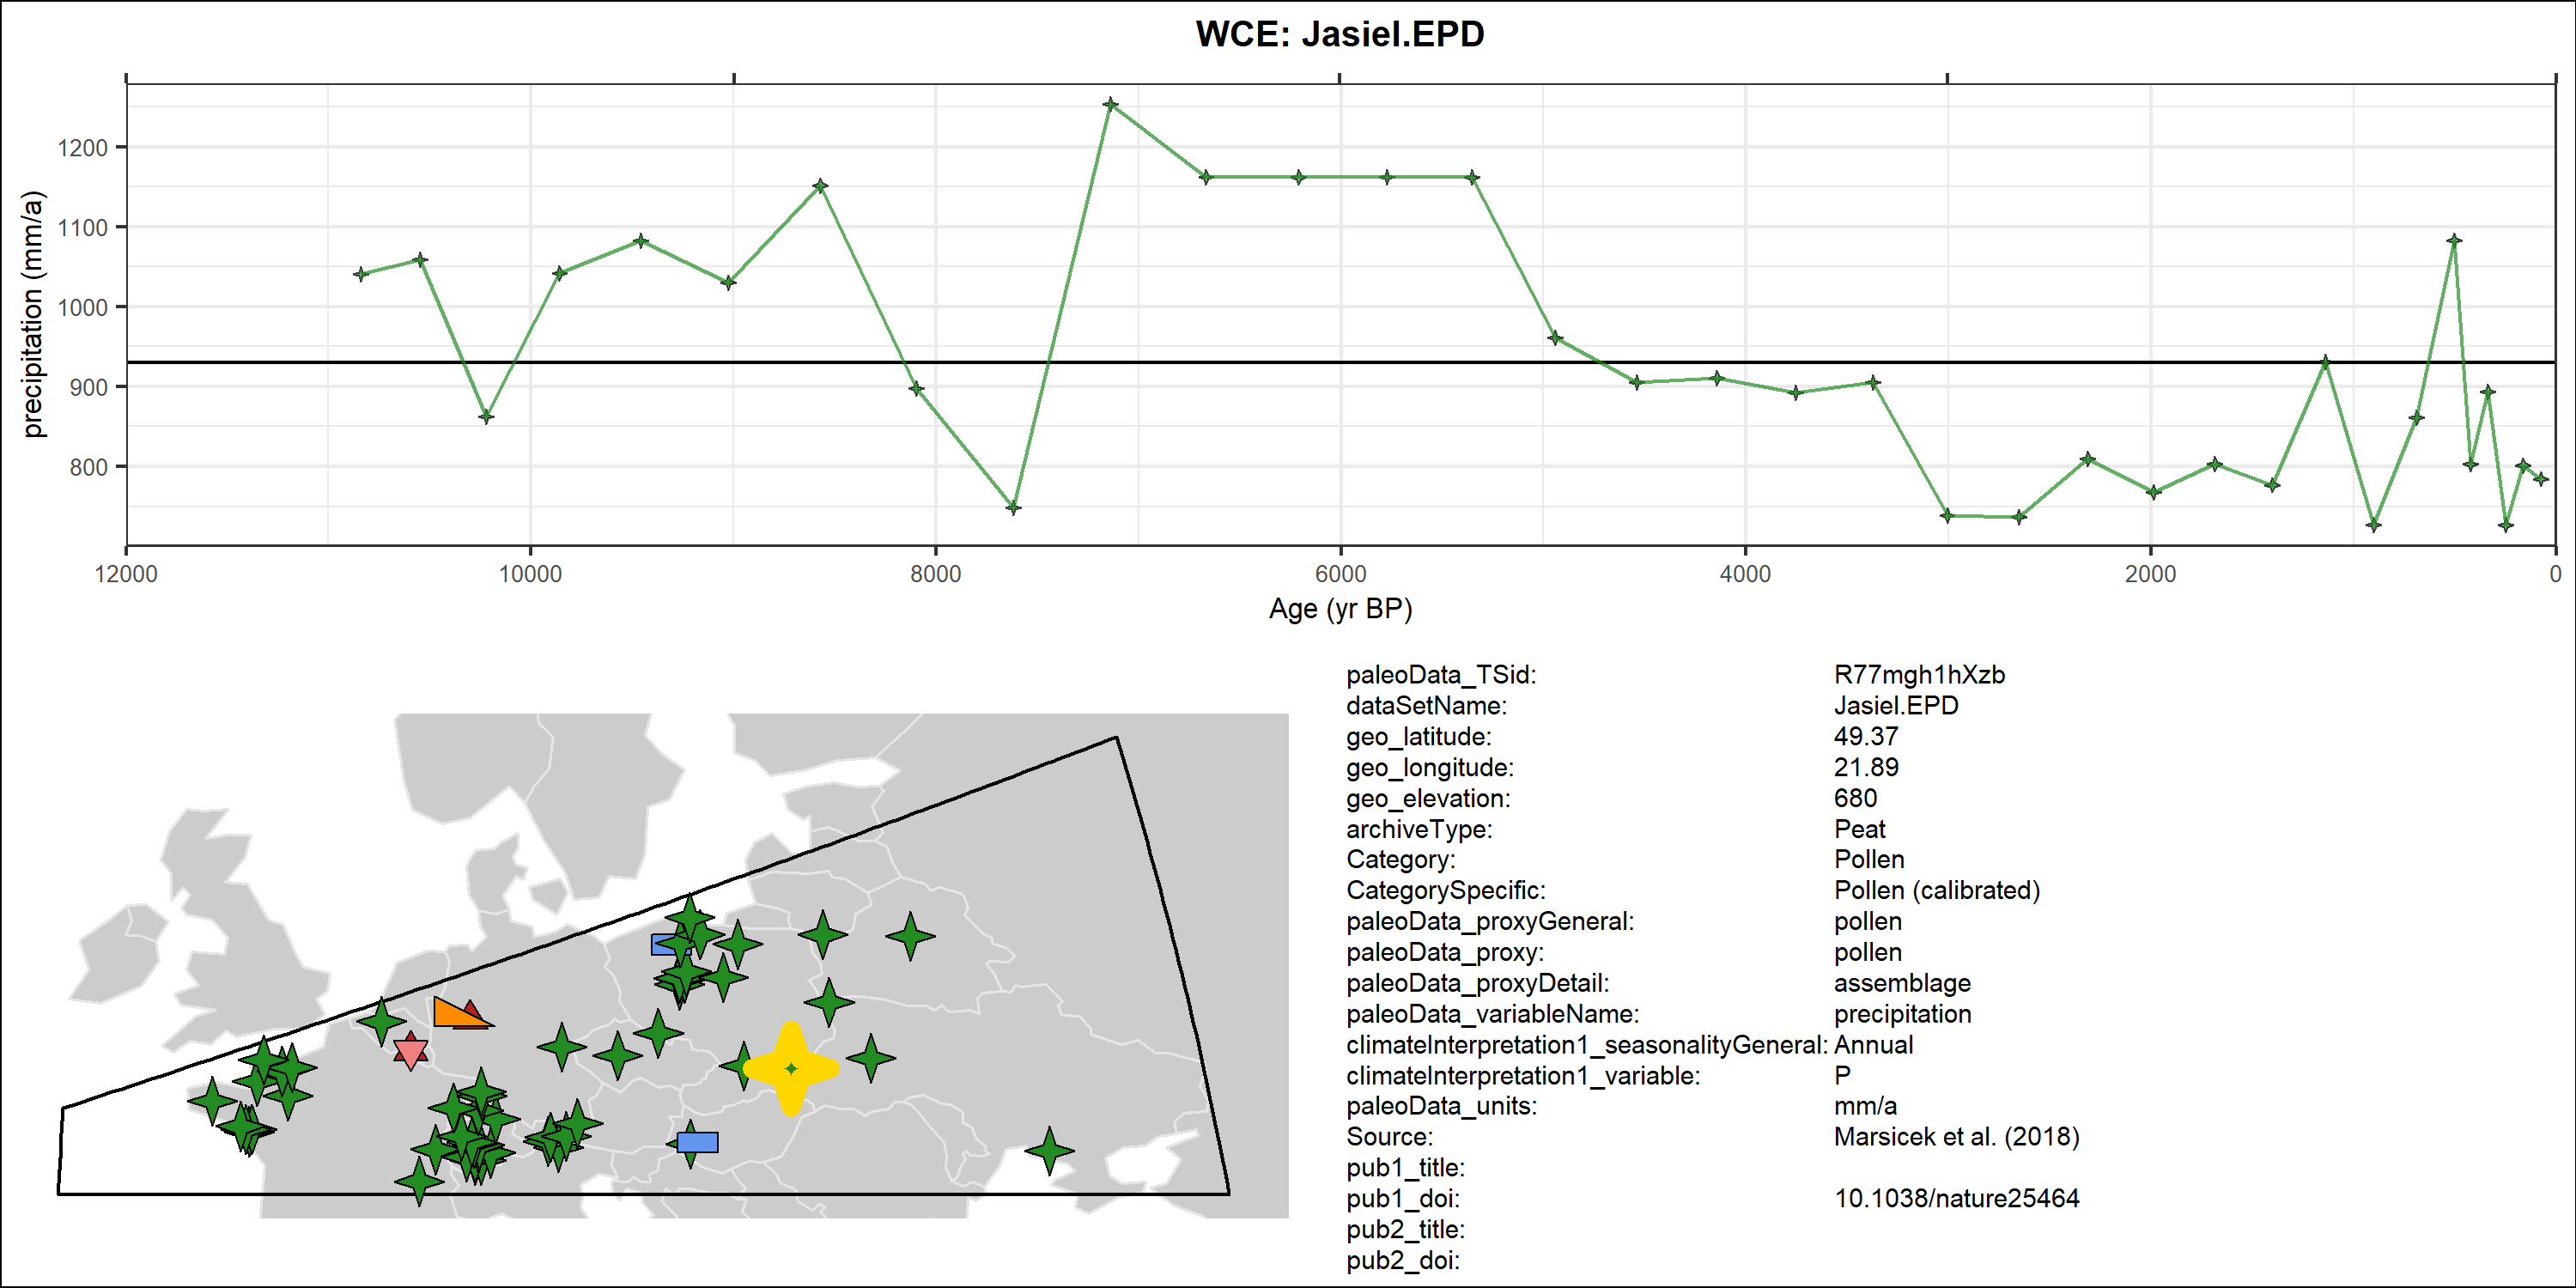 WCE: Jasiel.EPD
precipitation (mm/a)
1200
1100
1000
900
800
12000 10000 8000 6000 4000 2000 0
Age (yr BP)
paleoData_TSid: R77mgh1hXzb
dataSetName: Jasiel.EPD
geo_latitude: 49.37
geo_longitude: 21.89
geo_elevation: 680
archiveType: Peat
Category: Pollen
CategorySpecific: Pollen (calibrated)
paleoData_proxyGeneral: pollen
paleoData_proxy: pollen
paleoData_proxyDetail: assemblage
paleoData_variableName: precipitation
climateInterpretation1_seasonalityGeneral: Annual
climateInterpretation1_variable: P
paleoData_units: mm/a
Source: Marsicek et al. (2018)
pub1_title:
pub1_doi: 10.1038/nature25464
pub2_title:
pub2_doi: